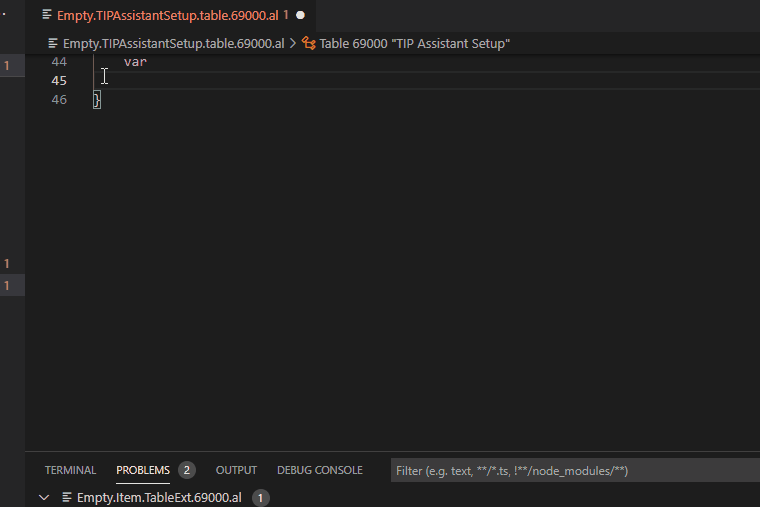 Empty.TIPAssistantSetup.table.69000.al 1
Empty.TIPAssistantSetup.table.69000.al > Table 69000 "TIP Assistant Setup"
1
44 var
45
46 }
1
1
TERMINAL PROBLEMS 2 OUTPUT DEBUG CONSOLE Filter (e.g. text, **/*.ts, !**/node_modules/**)
Empty.Item.TableExt.69000.al 1